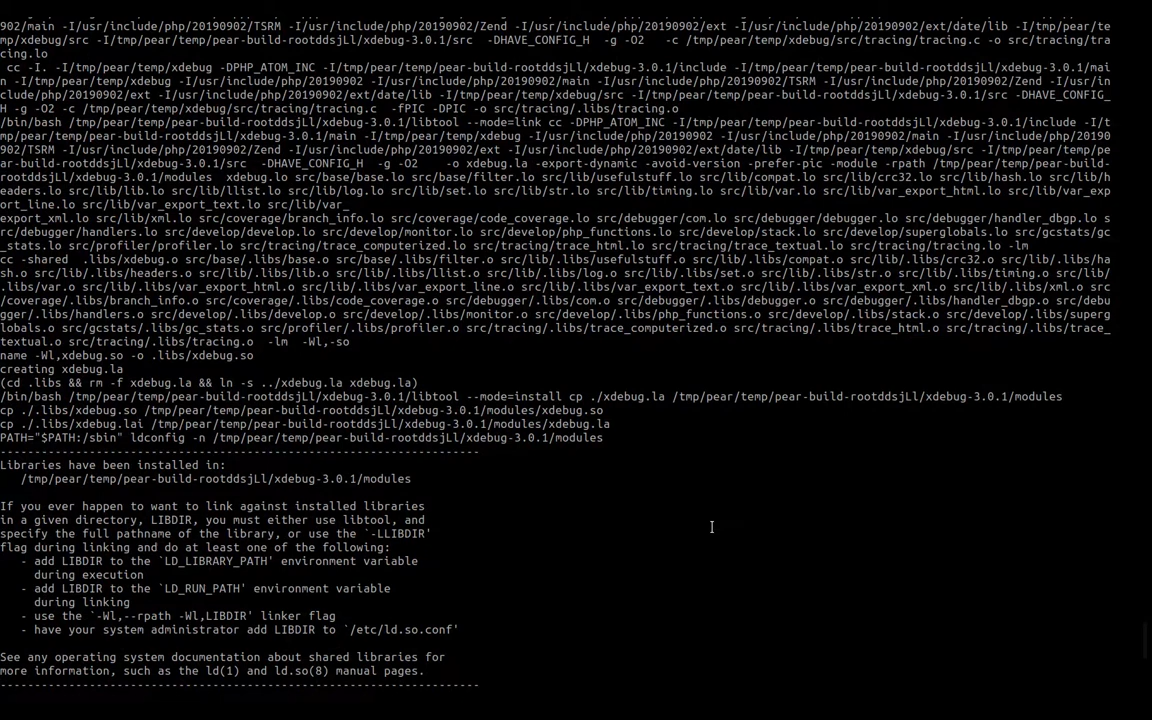 902/main -I/usr/include/php/20190902/TSRM -I/usr/include/php/20190902/Zend -I/usr/include/php/20190902/ext -I/usr/include/php/20190902/ext/date/lib -I/tmp/pear/te
mp/xdebug/src -I/tmp/pear/temp/pear-build-rootddsjLl/xdebug-3.0.1/src  -DHAVE_CONFIG_H  -g -O2   -c /tmp/pear/temp/xdebug/src/tracing/tracing.c -o src/tracing/tra
cing.lo
 cc -I. -I/tmp/pear/temp/xdebug -DPHP_ATOM_INC -I/tmp/pear/temp/pear-build-rootddsjLl/xdebug-3.0.1/include -I/tmp/pear/temp/pear-build-rootddsjLl/xdebug-3.0.1/mai
n -I/tmp/pear/temp/xdebug -I/usr/include/php/20190902 -I/usr/include/php/20190902/main -I/usr/include/php/20190902/TSRM -I/usr/include/php/20190902/Zend -I/usr/in
clude/php/20190902/ext -I/usr/include/php/20190902/ext/date/lib -I/tmp/pear/temp/xdebug/src -I/tmp/pear/temp/pear-build-rootddsjLl/xdebug-3.0.1/src -DHAVE_CONFIG_
H -g -O2 -c /tmp/pear/temp/xdebug/src/tracing/tracing.c  -fPIC -DPIC -o src/tracing/.libs/tracing.o
/bin/bash /tmp/pear/temp/pear-build-rootddsjLl/xdebug-3.0.1/libtool --mode=link cc -DPHP_ATOM_INC -I/tmp/pear/temp/pear-build-rootddsjLl/xdebug-3.0.1/include -I/t
mp/pear/temp/pear-build-rootddsjLl/xdebug-3.0.1/main -I/tmp/pear/temp/xdebug -I/usr/include/php/20190902 -I/usr/include/php/20190902/main -I/usr/include/php/20190
902/TSRM -I/usr/include/php/20190902/Zend -I/usr/include/php/20190902/ext -I/usr/include/php/20190902/ext/date/lib -I/tmp/pear/temp/xdebug/src -I/tmp/pear/temp/pe
ar-build-rootddsjLl/xdebug-3.0.1/src  -DHAVE_CONFIG_H  -g -O2    -o xdebug.la -export-dynamic -avoid-version -prefer-pic -module -rpath /tmp/pear/temp/pear-build-
rootddsjLl/xdebug-3.0.1/modules  xdebug.lo src/base/base.lo src/base/filter.lo src/lib/usefulstuff.lo src/lib/compat.lo src/lib/crc32.lo src/lib/hash.lo src/lib/h
eaders.lo src/lib/lib.lo src/lib/llist.lo src/lib/log.lo src/lib/set.lo src/lib/str.lo src/lib/timing.lo src/lib/var.lo src/lib/var_export_html.lo src/lib/var_exp
ort_line.lo src/lib/var_export_text.lo src/lib/var_
export_xml.lo src/lib/xml.lo src/coverage/branch_info.lo src/coverage/code_coverage.lo src/debugger/com.lo src/debugger/debugger.lo src/debugger/handler_dbgp.lo s
rc/debugger/handlers.lo src/develop/develop.lo src/develop/monitor.lo src/develop/php_functions.lo src/develop/stack.lo src/develop/superglobals.lo src/gcstats/gc
_stats.lo src/profiler/profiler.lo src/tracing/trace_computerized.lo src/tracing/trace_html.lo src/tracing/trace_textual.lo src/tracing/tracing.lo -lm
cc -shared  .libs/xdebug.o src/base/.libs/base.o src/base/.libs/filter.o src/lib/.libs/usefulstuff.o src/lib/.libs/compat.o src/lib/.libs/crc32.o src/lib/.libs/ha
sh.o src/lib/.libs/headers.o src/lib/.libs/lib.o src/lib/.libs/llist.o src/lib/.libs/log.o src/lib/.libs/set.o src/lib/.libs/str.o src/lib/.libs/timing.o src/lib/
.libs/var.o src/lib/.libs/var_export_html.o src/lib/.libs/var_export_line.o src/lib/.libs/var_export_text.o src/lib/.libs/var_export_xml.o src/lib/.libs/xml.o src
/coverage/.libs/branch_info.o src/coverage/.libs/code_coverage.o src/debugger/.libs/com.o src/debugger/.libs/debugger.o src/debugger/.libs/handler_dbgp.o src/debu
gger/.libs/handlers.o src/develop/.libs/develop.o src/develop/.libs/monitor.o src/develop/.libs/php_functions.o src/develop/.libs/stack.o src/develop/.libs/superg
lobals.o src/gcstats/.libs/gc_stats.o src/profiler/.libs/profiler.o src/tracing/.libs/trace_computerized.o src/tracing/.libs/trace_html.o src/tracing/.libs/trace_
textual.o src/tracing/.libs/tracing.o  -lm  -Wl,-so
name -Wl,xdebug.so -o .libs/xdebug.so
creating xdebug.la
(cd .libs && rm -f xdebug.la && ln -s ../xdebug.la xdebug.la)
/bin/bash /tmp/pear/temp/pear-build-rootddsjLl/xdebug-3.0.1/libtool --mode=install cp ./xdebug.la /tmp/pear/temp/pear-build-rootddsjLl/xdebug-3.0.1/modules
cp ./.libs/xdebug.so /tmp/pear/temp/pear-build-rootddsjLl/xdebug-3.0.1/modules/xdebug.so
cp ./.libs/xdebug.lai /tmp/pear/temp/pear-build-rootddsjLl/xdebug-3.0.1/modules/xdebug.la
PATH="$PATH:/sbin" ldconfig -n /tmp/pear/temp/pear-build-rootddsjLl/xdebug-3.0.1/modules
----------------------------------------------------------------------
Libraries have been installed in:
   /tmp/pear/temp/pear-build-rootddsjLl/xdebug-3.0.1/modules

If you ever happen to want to link against installed libraries
in a given directory, LIBDIR, you must either use libtool, and
specify the full pathname of the library, or use the `-LLIBDIR'
flag during linking and do at least one of the following:
   - add LIBDIR to the `LD_LIBRARY_PATH' environment variable
     during execution
   - add LIBDIR to the `LD_RUN_PATH' environment variable
     during linking
   - use the `-Wl,--rpath -Wl,LIBDIR' linker flag
   - have your system administrator add LIBDIR to `/etc/ld.so.conf'

See any operating system documentation about shared libraries for
more information, such as the ld(1) and ld.so(8) manual pages.
----------------------------------------------------------------------